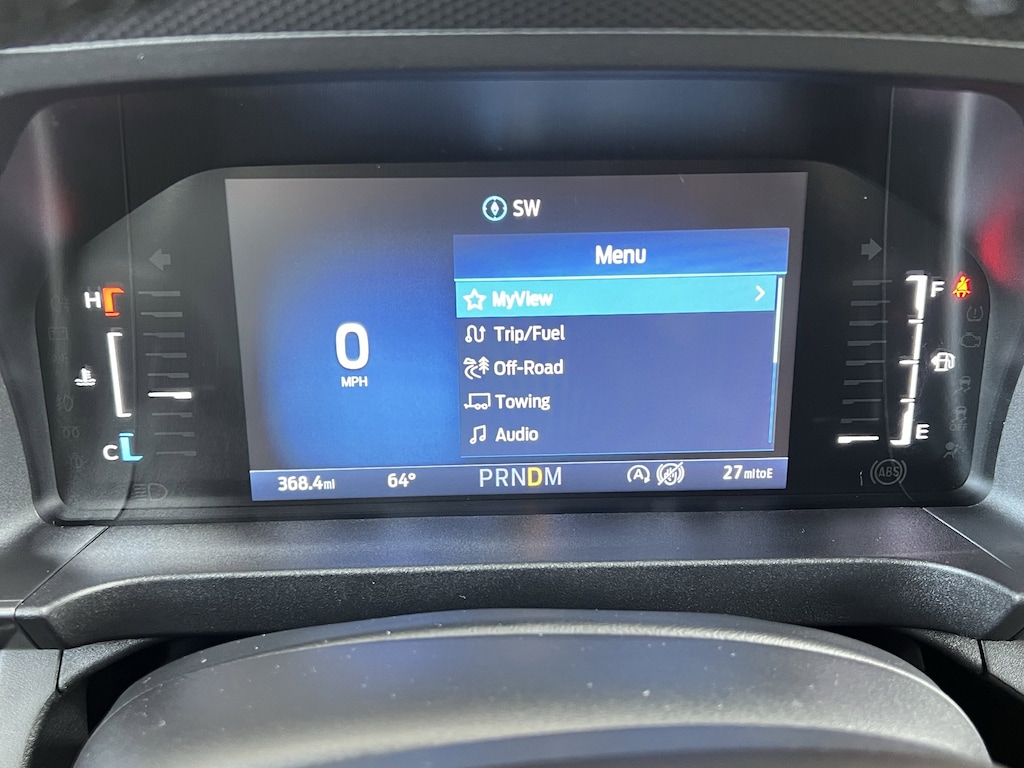 SW
Menu
MyView
Trip/Fuel
Off-Road
Towing
Audio
0
MPH
H
C
F
E
368.4mi
64°
PRNDM
A
27 mi to E
ABS